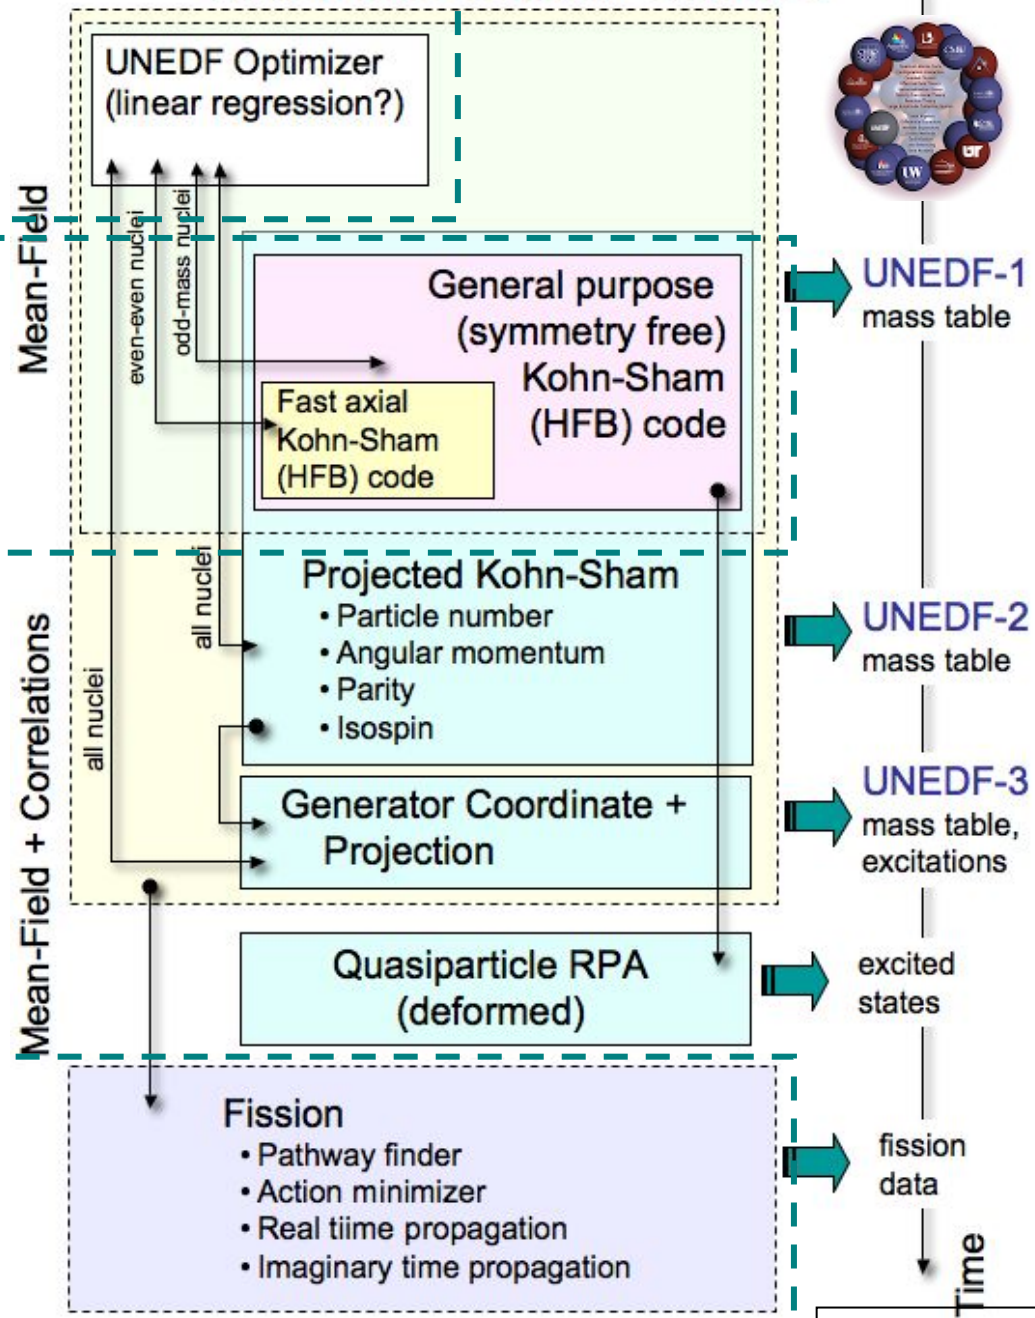 UNEDF Optimizer
(linear regression?)
Mean-Field
even-even nuclei
odd-mass nuclei
General purpose
(symmetry free)
Kohn-Sham
(HFB) code
Fast axial
Kohn-Sham
(HFB) code
UNEDF-1
mass table
Mean-Field + Correlations
all nuclei
all nuclei
Projected Kohn-Sham
• Particle number
• Angular momentum
• Parity
• Isospin
UNEDF-2
mass table
Generator Coordinate +
Projection
UNEDF-3
mass table,
excitations
Quasiparticle RPA
(deformed)
excited
states
Fission
• Pathway finder
• Action minimizer
• Real tiime propagation
• Imaginary time propagation
fission
data
Time
UW